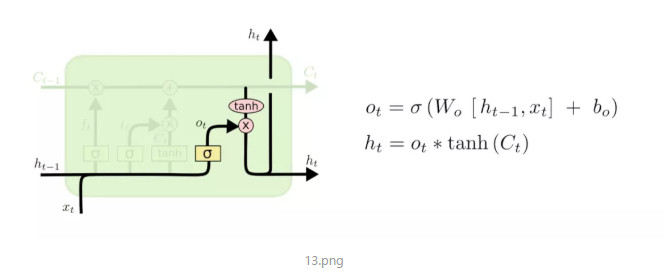 h_t
C_{t-1} C_t
tanh
o_t x
σ σ tanh σ
h_{t-1} h_t
x_t
o_t = σ (W_o [h_{t-1}, x_t] + b_o)
h_t = o_t * tanh (C_t)
13.png